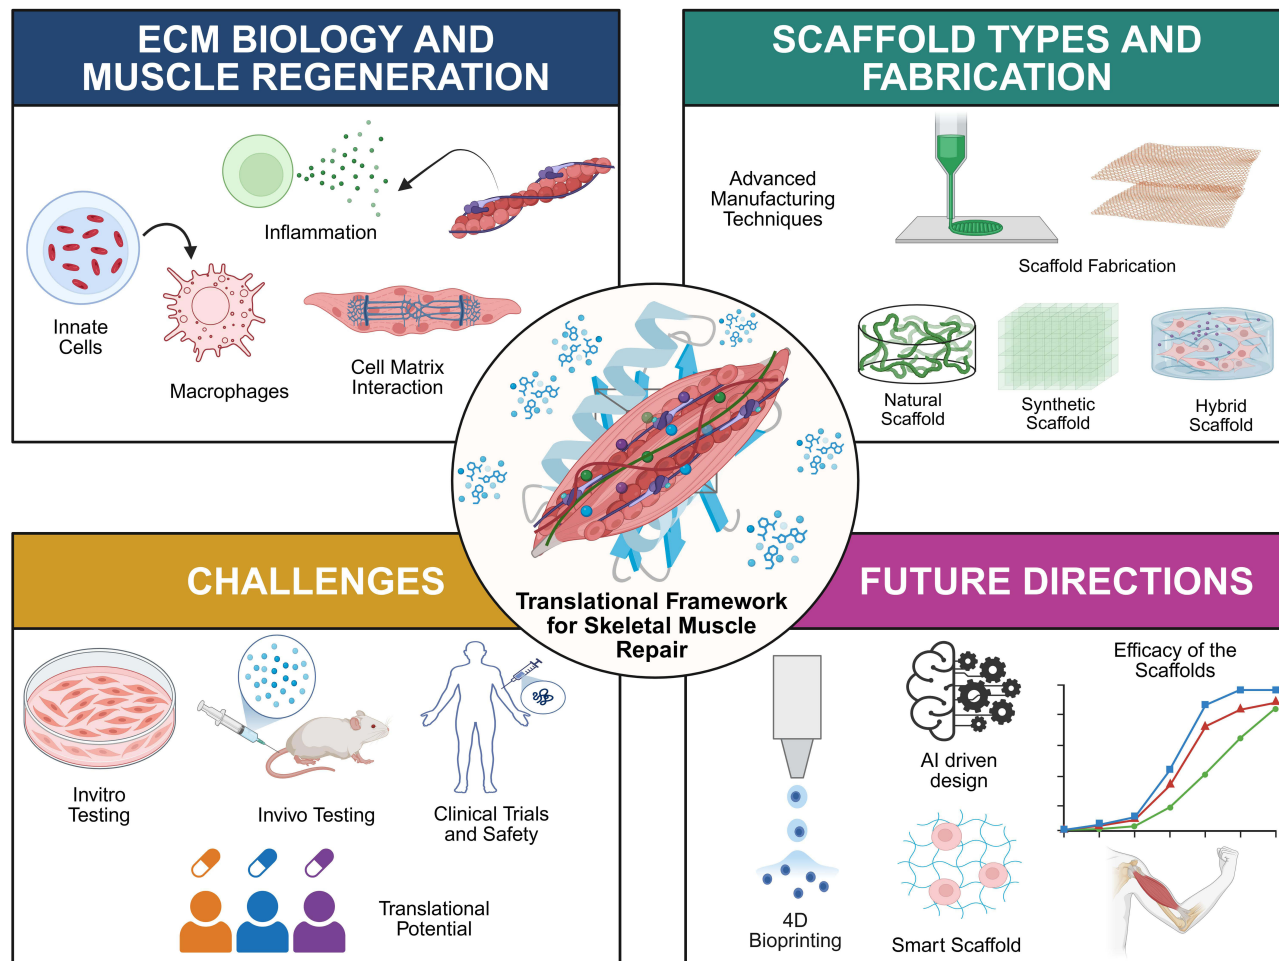 ECM BIOLOGY AND
MUSCLE REGENERATION
Inflammation
Innate
Cells
Macrophages
Cell Matrix
Interaction
SCAFFOLD TYPES AND
FABRICATION
Advanced
Manufacturing
Techniques
Scaffold Fabrication
Natural
Scaffold
Synthetic
Scaffold
Hybrid
Scaffold
Translational Framework
for Skeletal Muscle
Repair
CHALLENGES
Invitro
Testing
Invivo Testing
Clinical Trials
and Safety
Translational
Potential
FUTURE DIRECTIONS
Efficacy of the
Scaffolds
AI driven
design
4D
Bioprinting
Smart Scaffold